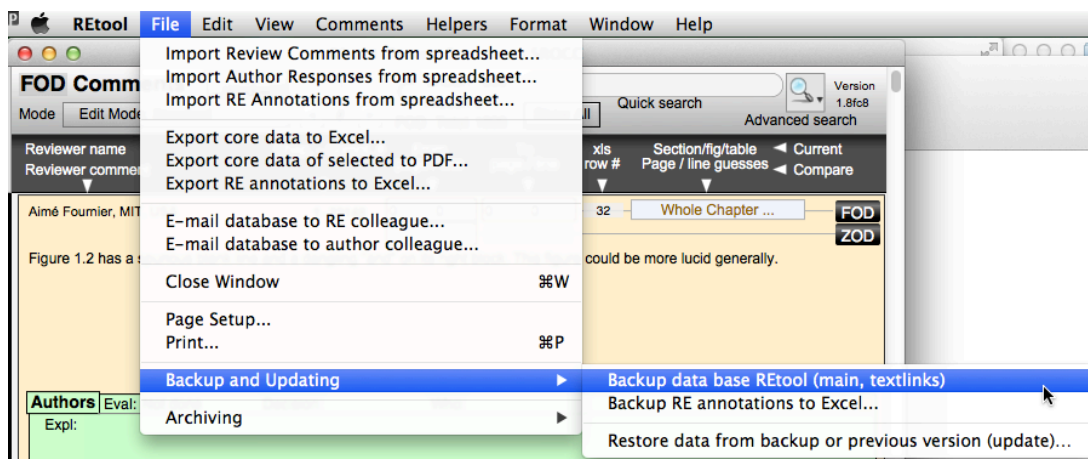 REtool File Edit View Comments Helpers Format Window Help
Import Review Comments from spreadsheet...
Import Author Responses from spreadsheet...
Import RE Annotations from spreadsheet...
Export core data to Excel...
Export core data of selected to PDF...
Export RE annotations to Excel...
E-mail database to RE colleague...
E-mail database to author colleague...
Close Window ⌘W
Page Setup...
Print... ⌘P
Backup and Updating ▶
Archiving ▶
Backup data base REtool (main, textlinks)
Backup RE annotations to Excel...
Restore data from backup or previous version (update)...
FOD Comm
Mode Edit Mode
Quick search
Version
1.8fc8
Advanced search
Reviewer name
Reviewer comme
xls
row #
Section/fig/table
Page / line guesses
Current
Compare
Aimé Fournier, MIT
32 Whole Chapter ... FOD
ZOD
Figure 1.2 has a
could be more lucid generally.
Authors Eval:
Expl: